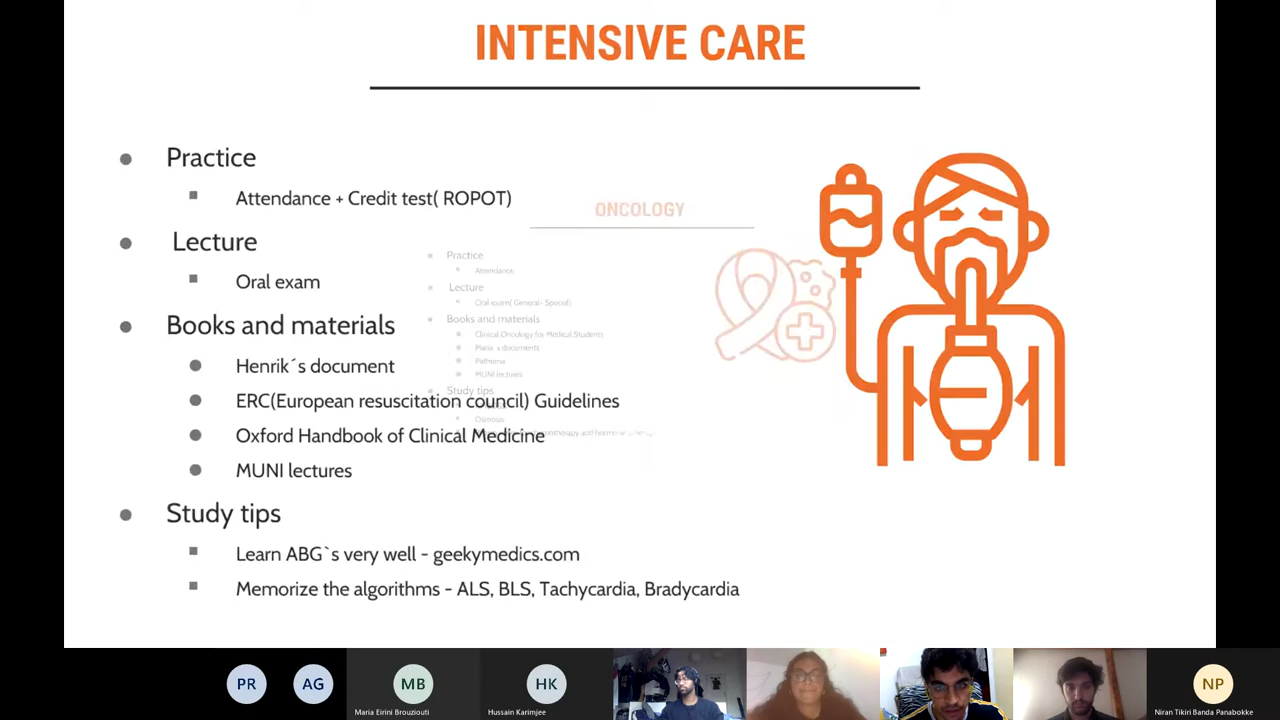 INTENSIVE CARE
Practice
Attendance + Credit test( ROPOT)
Lecture
Oral exam
Books and materials
Henrik´s document
ERC(European resuscitation council) Guidelines
Oxford Handbook of Clinical Medicine
MUNI lectures
Study tips
Learn ABG`s very well - geekymedics.com
Memorize the algorithms - ALS, BLS, Tachycardia, Bradycardia
ONCOLOGY
Practice
Attendance
Lecture
Oral exam( General- Special)
Books and materials
Clinical Oncology for Medical Students
Maria´s documents
Pathoma
MUNI lectures
Study tips
Osmosis
PR
AG
MB
Maria Eirini Brouziouti
HK
Hussain Karimjee
NP
Niran Tikiri Banda Panabokke